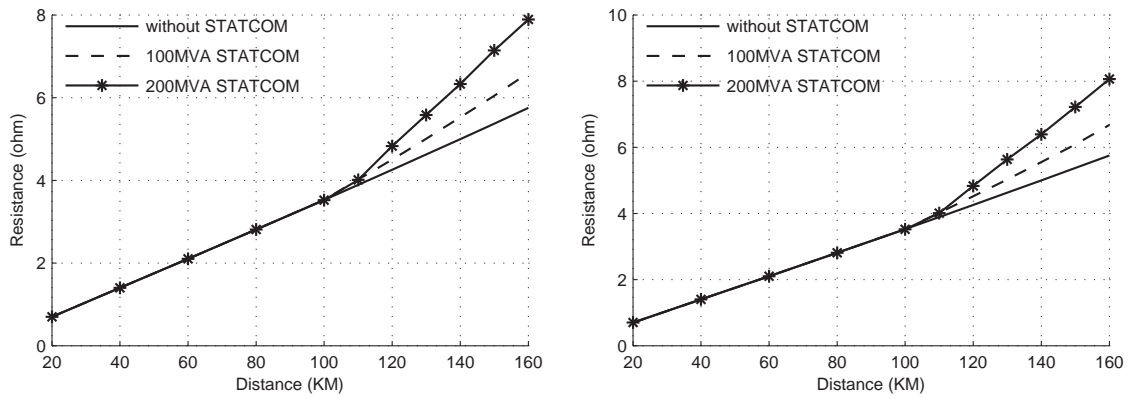 8
6
4
2
0
Resistance (ohm)
without STATCOM
100MVA STATCOM
200MVA STATCOM
20 40 60 80 100 120 140 160
Distance (KM)
10
8
6
4
2
0
Resistance (ohm)
without STATCOM
100MVA STATCOM
200MVA STATCOM
20 40 60 80 100 120 140 160
Distance (KM)